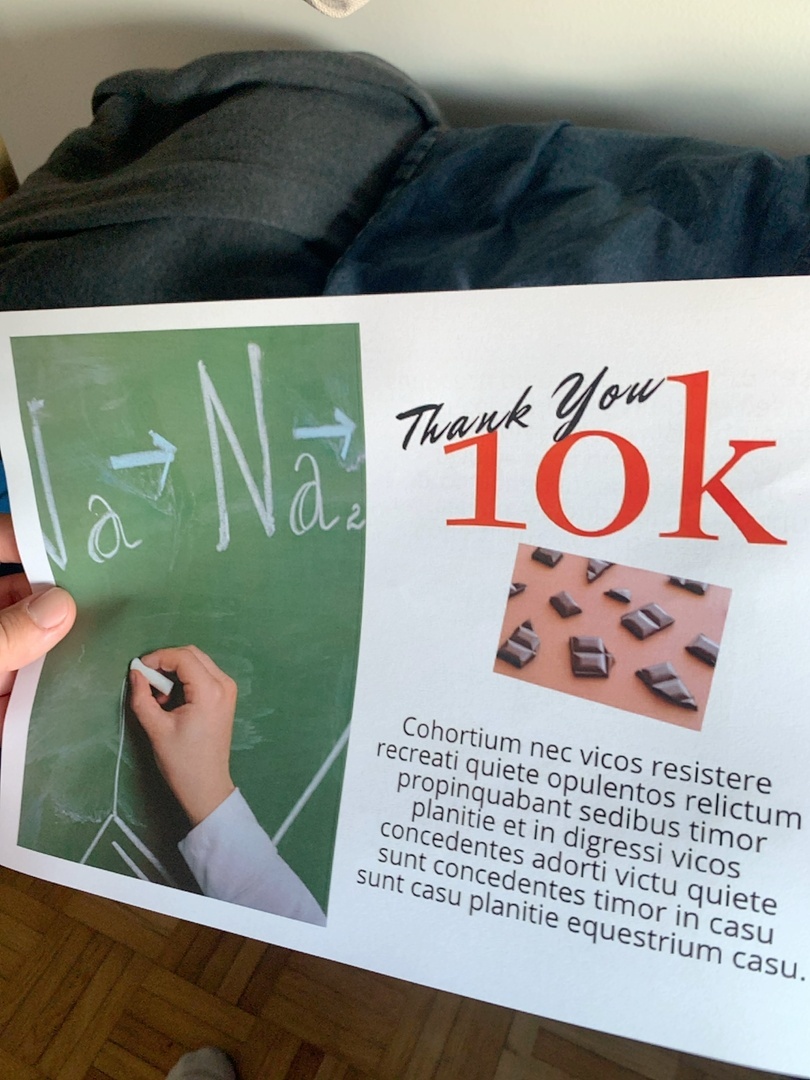 Na → Na₂ →
Thank You
10k
Cohortium nec vicos resistere
recreati quiete opulentos relictum
propinquabant sedibus timor
planitie et in digressi vicos
concedentes adorti victu quiete
sunt concedentes timor in casu
sunt casu planitie equestrium casu.